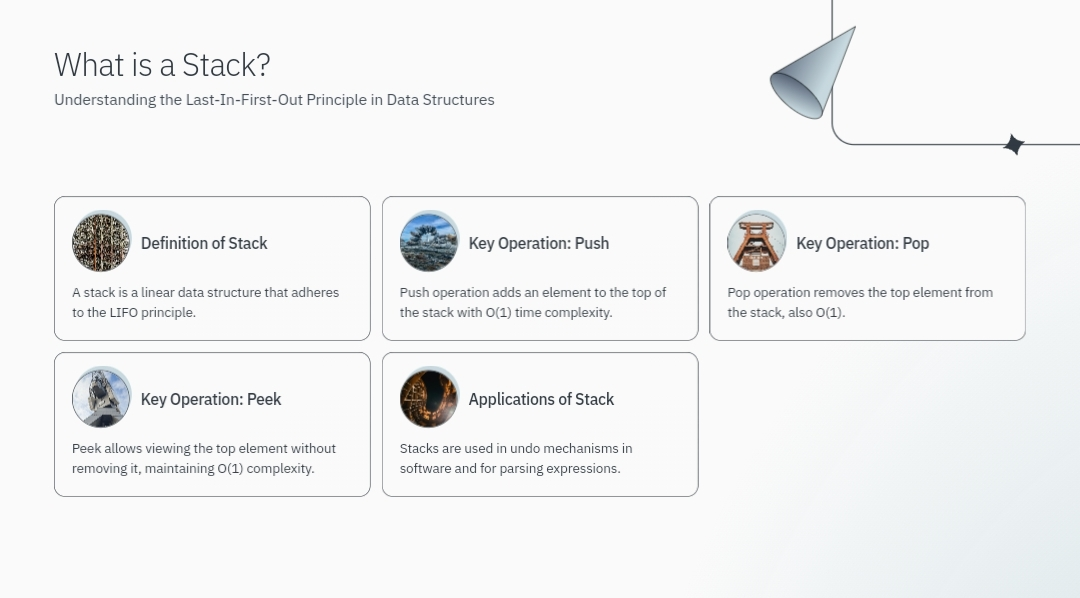 What is a Stack?
Understanding the Last-In-First-Out Principle in Data Structures
Definition of Stack
A stack is a linear data structure that adheres
to the LIFO principle.
Key Operation: Push
Push operation adds an element to the top of
the stack with O(1) time complexity.
Key Operation: Pop
Pop operation removes the top element from
the stack, also O(1).
Key Operation: Peek
Peek allows viewing the top element without
removing it, maintaining O(1) complexity.
Applications of Stack
Stacks are used in undo mechanisms in
software and for parsing expressions.